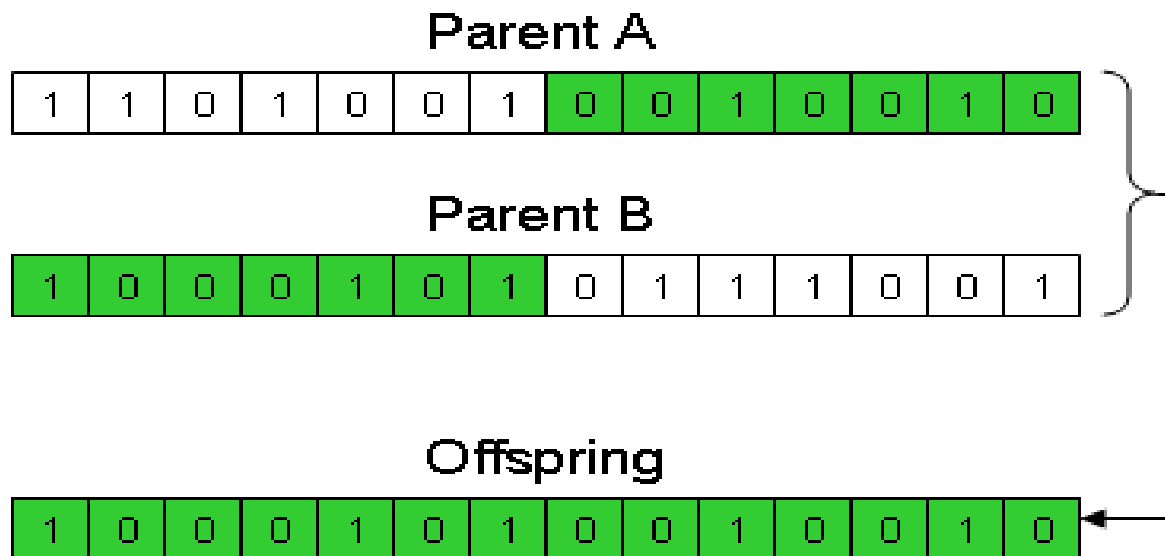 Parent A
1 1 0 1 0 0 1 0 0 1 0 0 1 0
Parent B
1 0 0 0 1 0 1 0 1 1 1 0 0 1
Offspring
1 0 0 0 1 0 1 0 0 1 0 0 1 0